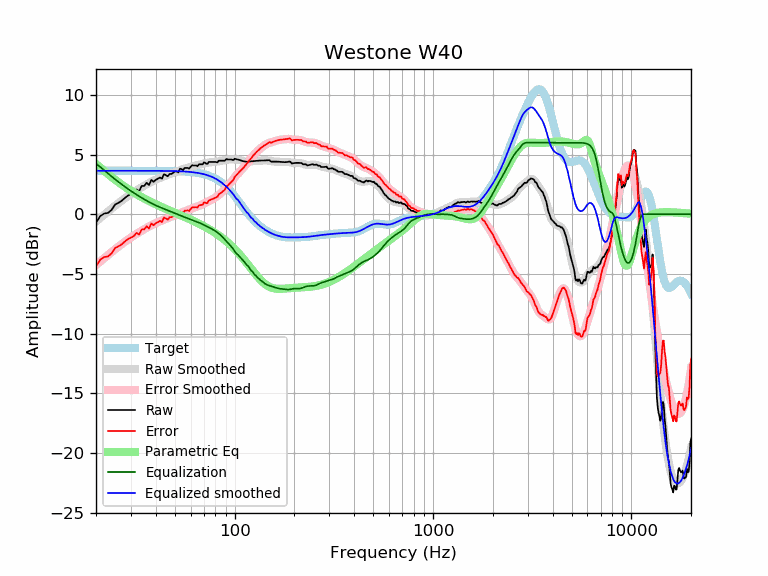 Westone W40
10
5
0
−5
−10
−15
−20
−25
Amplitude (dBr)
Target
Raw Smoothed
Error Smoothed
Raw
Error
Parametric Eq
Equalization
Equalized smoothed
100
1000
10000
Frequency (Hz)